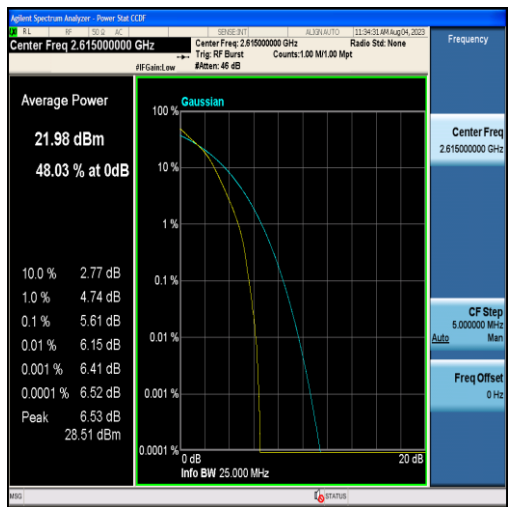 Agilent Spectrum Analyzer - Power Stat CCDF
RL RF 50 Ω AC SENSE:INT ALIGN AUTO 11:34:31 AM Aug 04, 2023
Center Freq 2.615000000 GHz
Center Freq: 2.615000000 GHz
Radio Std: None
Trig: RF Burst
Counts:1.00 M/1.00 Mpt
#IFGain:Low
#Atten: 46 dB
Frequency
Average Power
21.98 dBm
48.03 % at 0dB
10.0 % 2.77 dB
1.0 % 4.74 dB
0.1 % 5.61 dB
0.01 % 6.15 dB
0.001 % 6.41 dB
0.0001 % 6.52 dB
Peak 6.53 dB
28.51 dBm
Gaussian
100 %
10 %
1 %
0.1 %
0.01 %
0.001 %
0.0001 %
0 dB
20 dB
Info BW 25.000 MHz
Center Freq
2.615000000 GHz
CF Step
5.000000 MHz
Auto Man
Freq Offset
0 Hz
MSG
STATUS